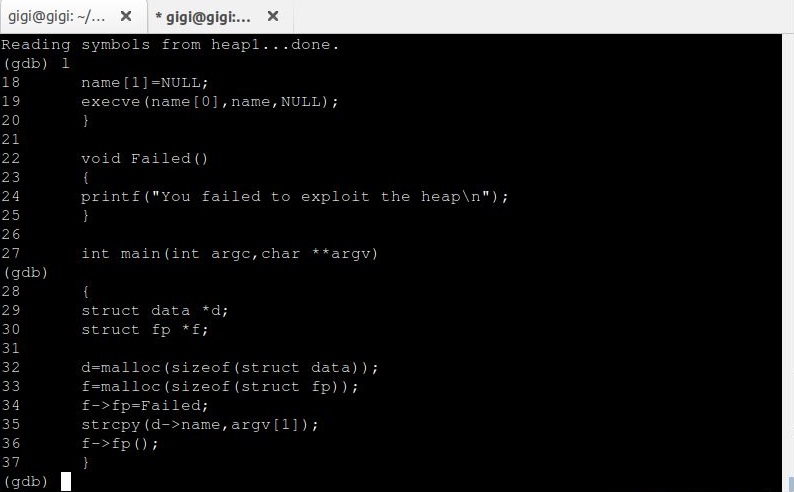 gigi@gigi: ~/... × * gigi@gigi:... ×
Reading symbols from heap1...done.
(gdb) l
18 name[1]=NULL;
19 execve(name[0],name,NULL);
20 }
21
22 void Failed()
23 {
24 printf("You failed to exploit the heap\n");
25 }
26
27 int main(int argc,char **argv)
(gdb)
28 {
29 struct data *d;
30 struct fp *f;
31
32 d=malloc(sizeof(struct data));
33 f=malloc(sizeof(struct fp));
34 f->fp=Failed;
35 strcpy(d->name,argv[1]);
36 f->fp();
37 }
(gdb)